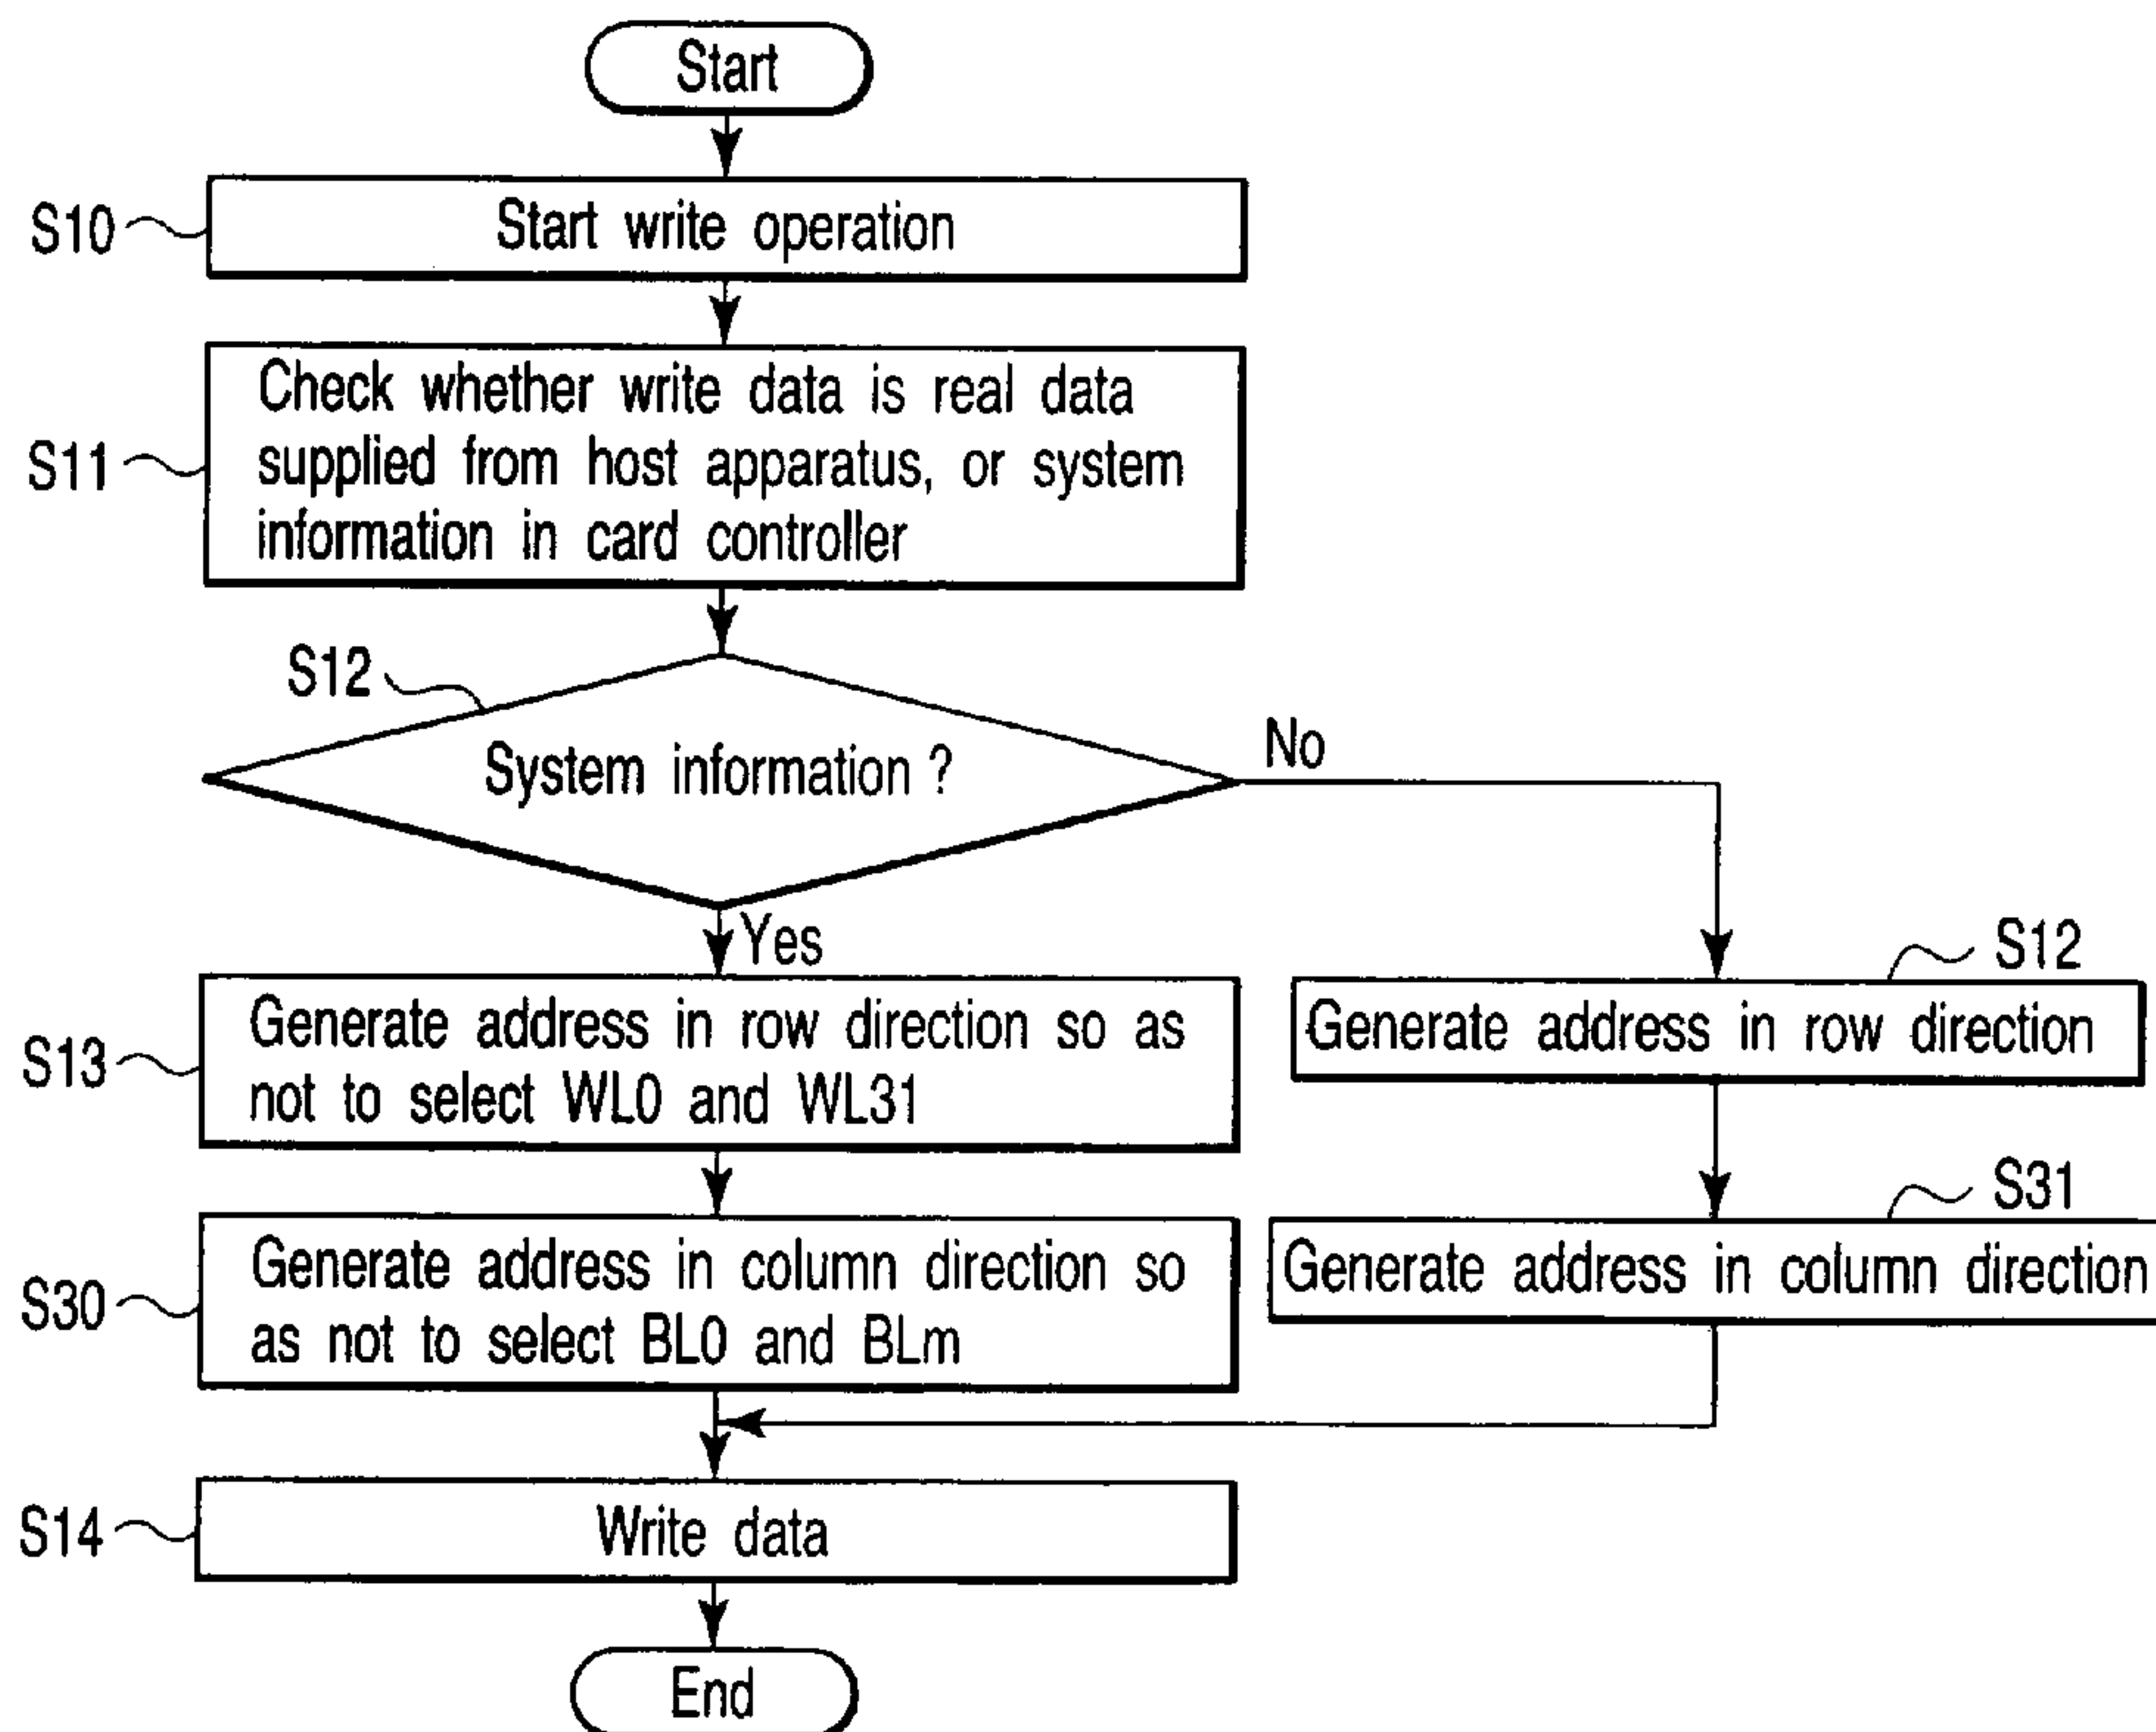 Start
S10
Start write operation
S11
Check whether write data is real data
supplied from host apparatus, or system
information in card controller
S12
System information ?
No
Yes
S13
Generate address in row direction so as
not to select WL0 and WL31
S12
Generate address in row direction
S30
Generate address in column direction so
as not to select BL0 and BLm
S31
Generate address in column direction
S14
Write data
End